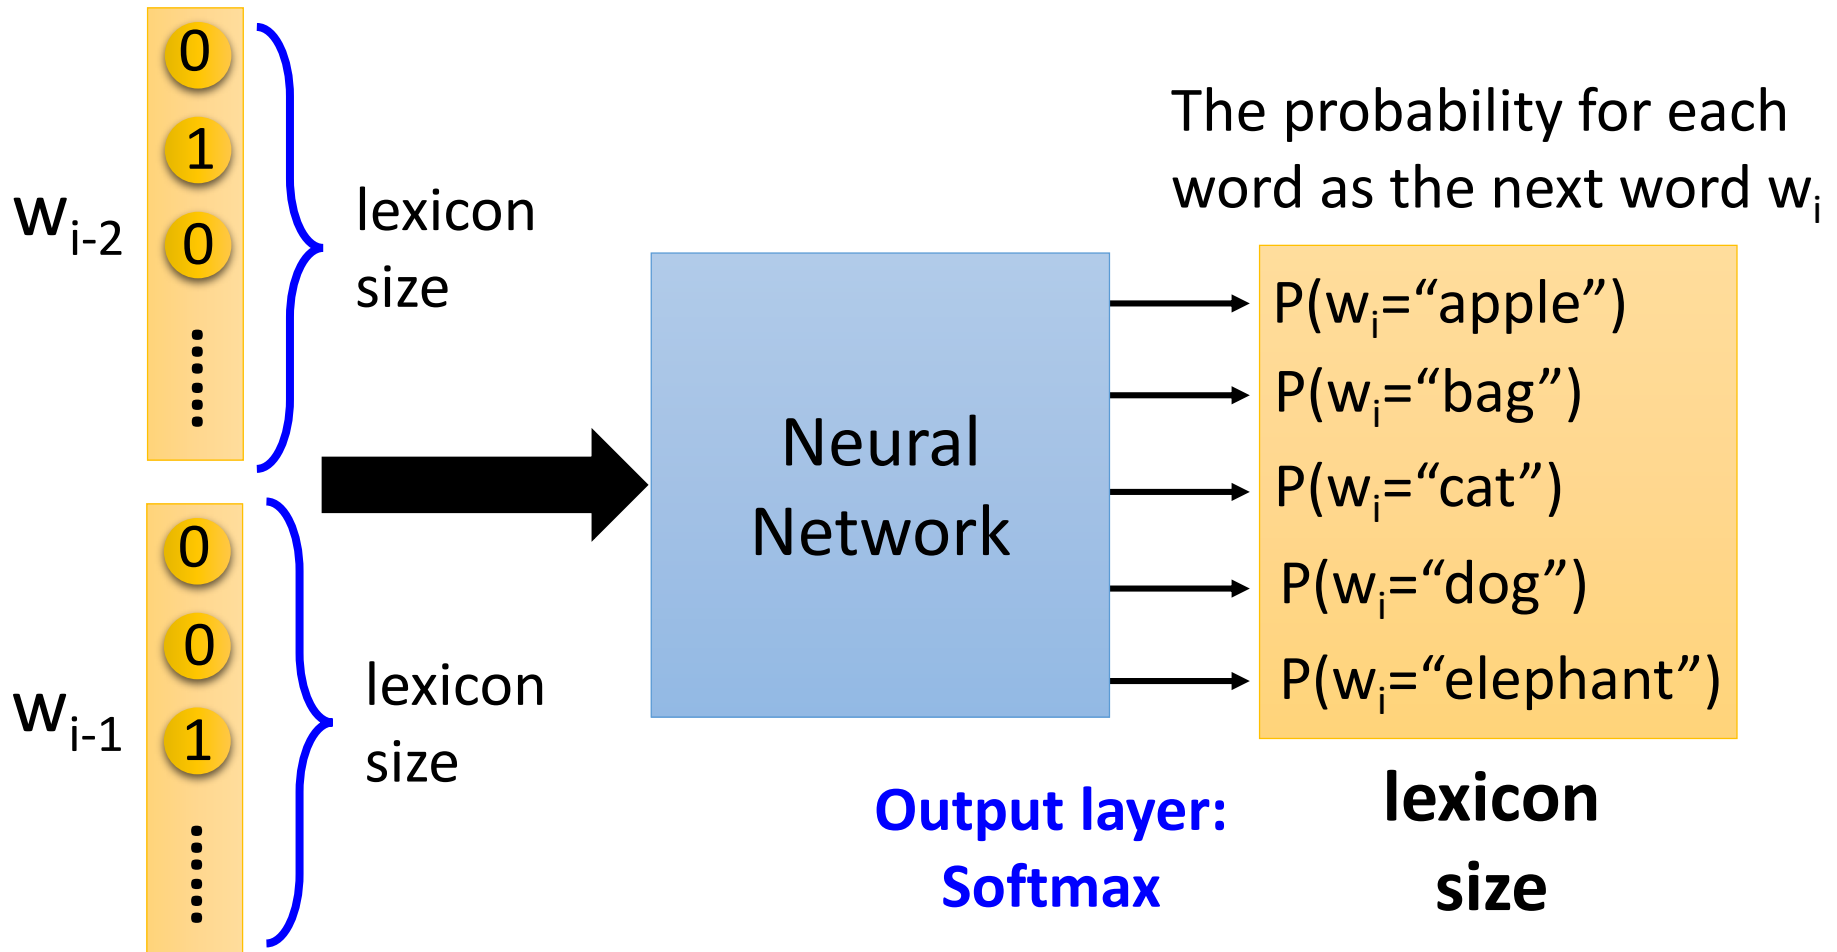 w_{i-2}
0
1
0
……
lexicon
size
w_{i-1}
0
0
1
……
lexicon
size
Neural
Network
The probability for each
word as the next word w_i
P(w_i=“apple”)
P(w_i=“bag”)
P(w_i=“cat”)
P(w_i=“dog”)
P(w_i=“elephant”)
Output layer:
Softmax
lexicon
size